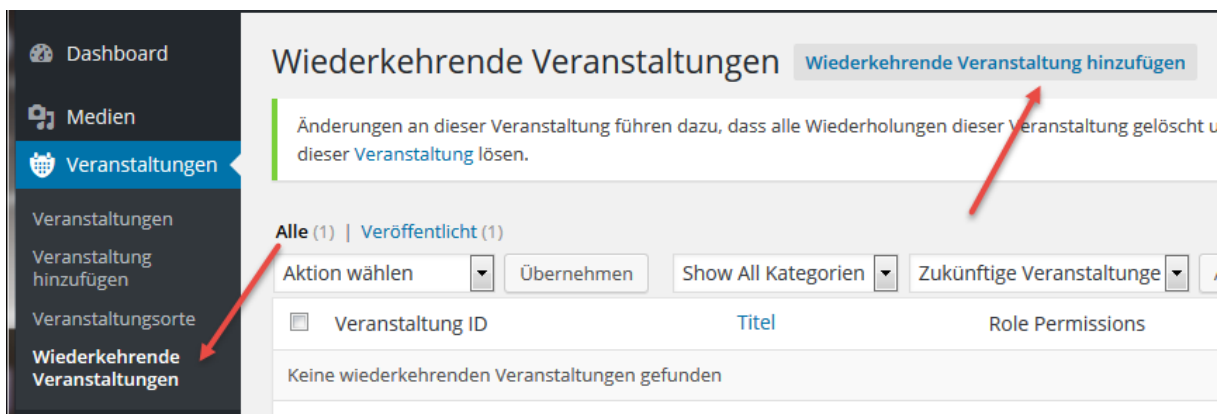 Dashboard
Medien
Veranstaltungen
Veranstaltungen
Veranstaltung
hinzufügen
Veranstaltungsorte
Wiederkehrende
Veranstaltungen
Wiederkehrende Veranstaltungen Wiederkehrende Veranstaltung hinzufügen
Änderungen an dieser Veranstaltung führen dazu, dass alle Wiederholungen dieser Veranstaltung gelöscht
dieser Veranstaltung lösen.
Alle (1) | Veröffentlicht (1)
Aktion wählen Übernehmen Show All Kategorien Zukünftige Veranstaltunge
Veranstaltung ID Titel Role Permissions
Keine wiederkehrenden Veranstaltungen gefunden